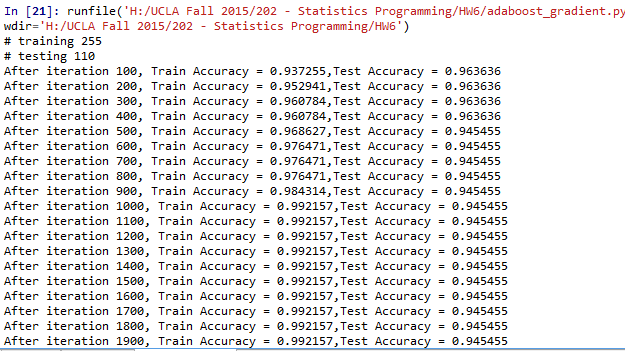 In [21]: runfile('H:/UCLA Fall 2015/202 - Statistics Programming/HW6/adaboost_gradient.py
wdir='H:/UCLA Fall 2015/202 - Statistics Programming/HW6')
# training 255
# testing 110
After iteration 100, Train Accuracy = 0.937255,Test Accuracy = 0.963636
After iteration 200, Train Accuracy = 0.952941,Test Accuracy = 0.963636
After iteration 300, Train Accuracy = 0.960784,Test Accuracy = 0.963636
After iteration 400, Train Accuracy = 0.960784,Test Accuracy = 0.963636
After iteration 500, Train Accuracy = 0.968627,Test Accuracy = 0.945455
After iteration 600, Train Accuracy = 0.976471,Test Accuracy = 0.945455
After iteration 700, Train Accuracy = 0.976471,Test Accuracy = 0.945455
After iteration 800, Train Accuracy = 0.976471,Test Accuracy = 0.945455
After iteration 900, Train Accuracy = 0.984314,Test Accuracy = 0.945455
After iteration 1000, Train Accuracy = 0.992157,Test Accuracy = 0.945455
After iteration 1100, Train Accuracy = 0.992157,Test Accuracy = 0.945455
After iteration 1200, Train Accuracy = 0.992157,Test Accuracy = 0.945455
After iteration 1300, Train Accuracy = 0.992157,Test Accuracy = 0.945455
After iteration 1400, Train Accuracy = 0.992157,Test Accuracy = 0.945455
After iteration 1500, Train Accuracy = 0.992157,Test Accuracy = 0.945455
After iteration 1600, Train Accuracy = 0.992157,Test Accuracy = 0.945455
After iteration 1700, Train Accuracy = 0.992157,Test Accuracy = 0.945455
After iteration 1800, Train Accuracy = 0.992157,Test Accuracy = 0.945455
After iteration 1900, Train Accuracy = 0.992157,Test Accuracy = 0.945455